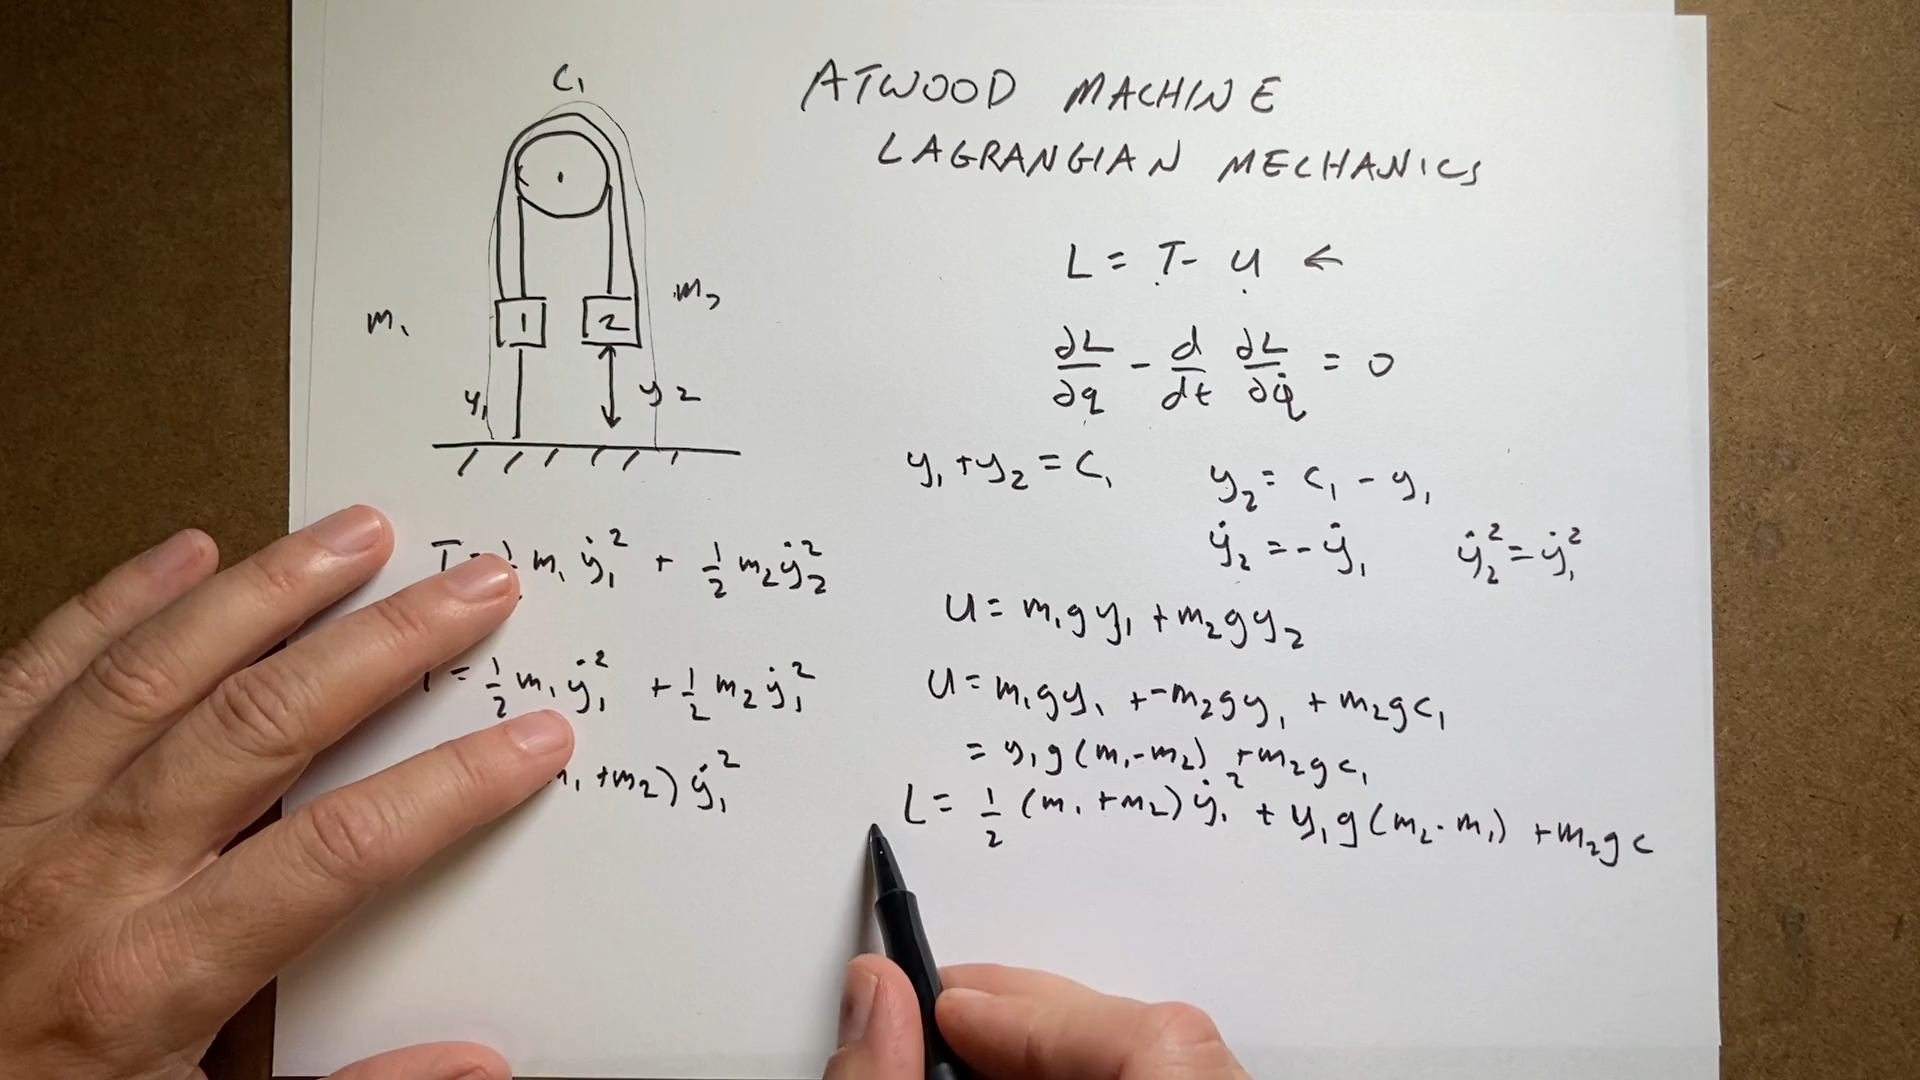 ATWOOD MACHINE
LAGRANGIAN MECHANICS
C₁
m₁
m₂
1
2
y₁
y2
L = T - U ←
∂L/∂q - d/dt ∂L/∂q̇ = 0
y₁ + y₂ = C₁
y₂ = C₁ - y₁
ẏ₂ = -ẏ₁
ẏ₂² = ẏ₁²
T = ½ m₁ ẏ₁² + ½ m₂ ẏ₂²
= ½ m₁ ẏ₁² + ½ m₂ ẏ₁²
m₁ + m₂) ẏ₁²
U = m₁gy₁ + m₂gy₂
U = m₁gy₁ + -m₂gy₁ + m₂gc₁
= y₁g(m₁-m₂) + m₂gc₁
L = ½ (m₁ + m₂) ẏ₁² + y₁g(m₂-m₁) + m₂gc